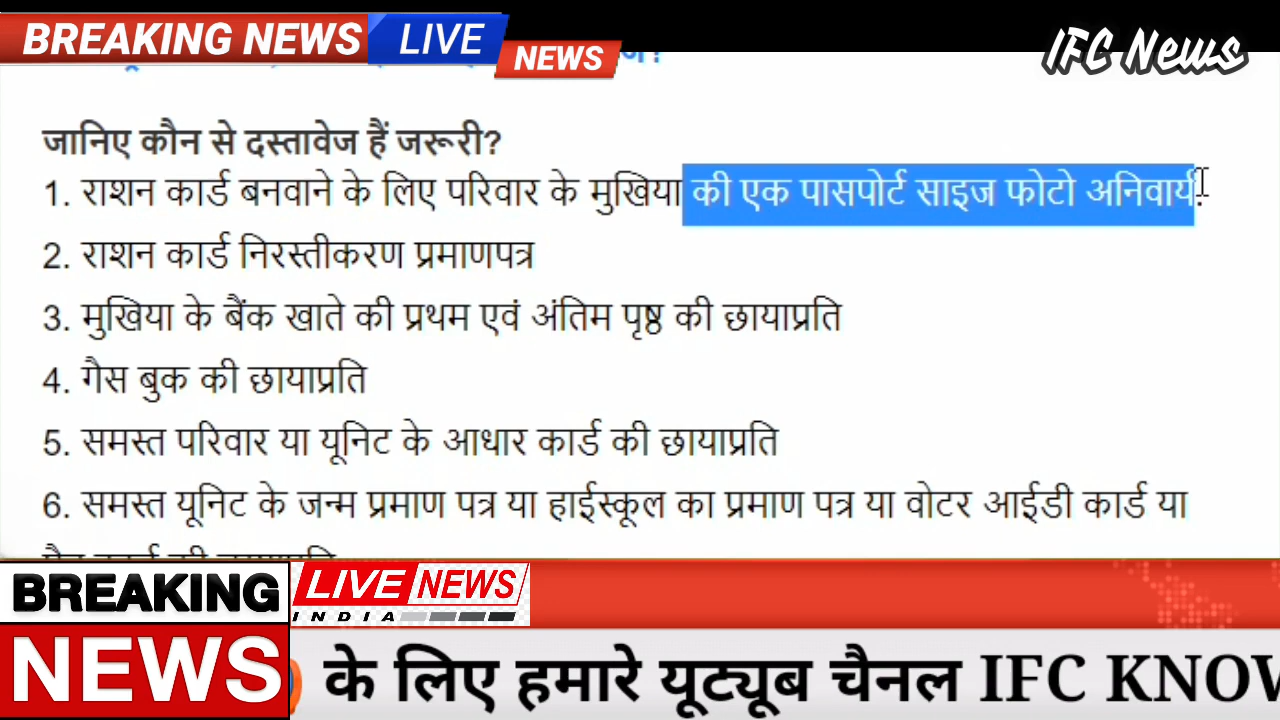 BREAKING NEWS LIVE
NEWS
IFC News
जानिए कौन से दस्तावेज हैं जरूरी?
1. राशन कार्ड बनवाने के लिए परिवार के मुखिया की एक पासपोर्ट साइज फोटो अनिवार्य.
2. राशन कार्ड निरस्तीकरण प्रमाणपत्र
3. मुखिया के बैंक खाते की प्रथम एवं अंतिम पृष्ठ की छायाप्रति
4. गैस बुक की छायाप्रति
5. समस्त परिवार या यूनिट के आधार कार्ड की छायाप्रति
6. समस्त यूनिट के जन्म प्रमाण पत्र या हाईस्कूल का प्रमाण पत्र या वोटर आईडी कार्ड या
BREAKING
NEWS
LIVE NEWS
INDIA
के लिए हमारे यूट्यूब चैनल IFC KNOW